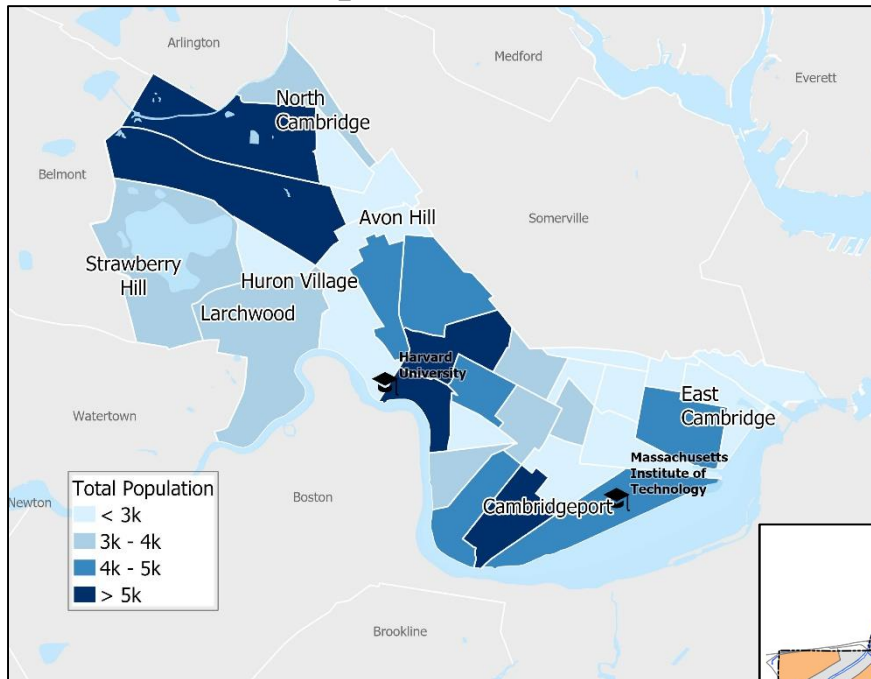 Arlington
Medford
Everett
North
Cambridge
Belmont
Avon Hill
Somerville
Strawberry
Hill
Huron Village
Larchwood
Harvard
University
East
Cambridge
Watertown
Massachusetts
Institute of
Technology
Total Population
< 3k
3k - 4k
4k - 5k
> 5k
Newton
Boston
Cambridgeport
Brookline